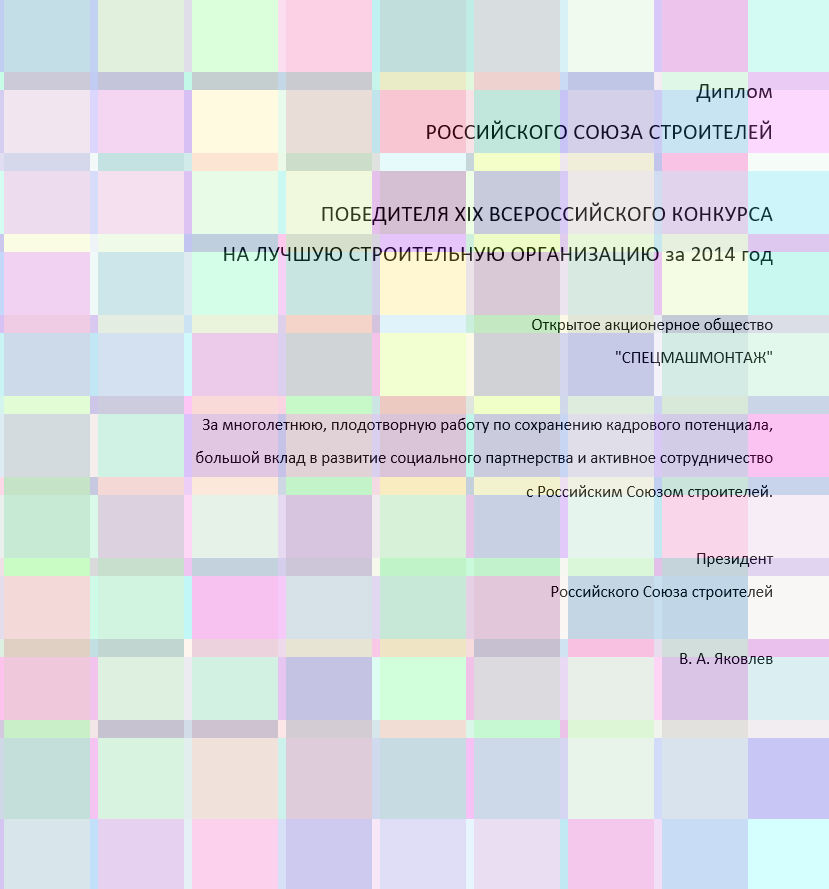 Диплом
РОССИЙСКОГО СОЮЗА СТРОИТЕЛЕЙ
ПОБЕДИТЕЛЯ XIX ВСЕРОССИЙСКОГО КОНКУРСА
НА ЛУЧШУЮ СТРОИТЕЛЬНУЮ ОРГАНИЗАЦИЮ за 2014 год
Открытое акционерное общество
"СПЕЦМАШМОНТАЖ"
За многолетнюю, плодотворную работу по сохранению кадрового потенциала,
большой вклад в развитие социального партнерства и активное сотрудничество
с Российским Союзом строителей.
Президент
Российского Союза строителей
В. А. Яковлев